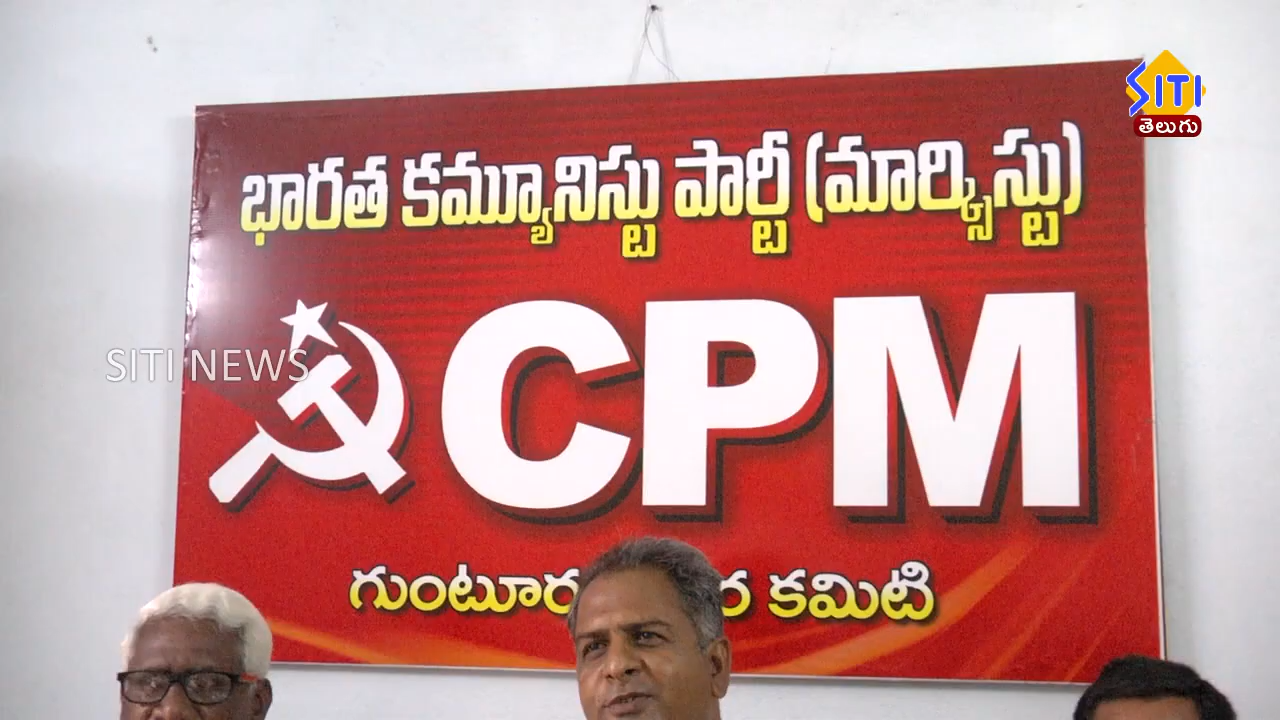 SITI
తెలుగు
భారత కమ్యూనిస్టు పార్టీ (మార్క్సిస్టు)
SITI NEWS
CPM
కమిటి